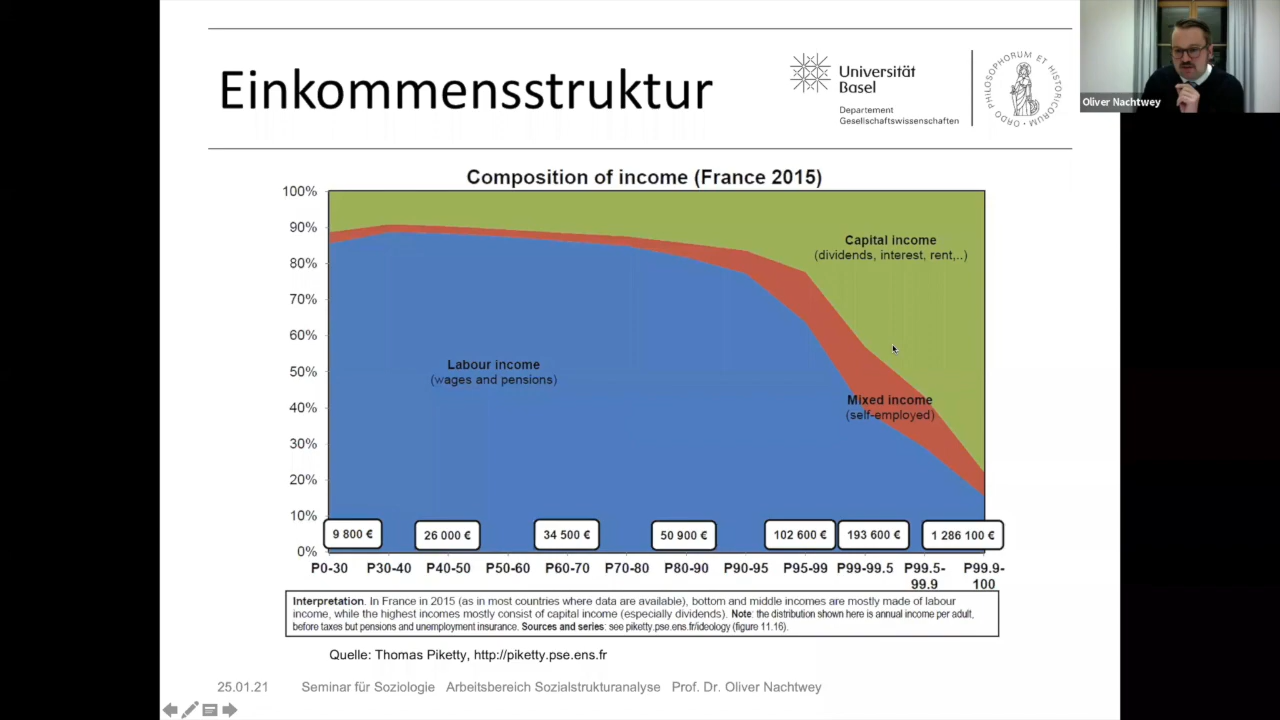 Einkommensstruktur
Universität
Basel
Departement
Gesellschaftswissenschaften
ORDO PHILOSOPHORUM ET HISTORICORUM
Oliver Nachtwey
Composition of income (France 2015)
100%
90%
80%
70%
60%
50%
40%
30%
20%
10%
0%
Capital income
(dividends, interest, rent,..)
Labour income
(wages and pensions)
Mixed income
(self-employed)
9 800 €
26 000 €
34 500 €
50 900 €
102 600 €
193 600 €
1 286 100 €
P0-30
P30-40
P40-50
P50-60
P60-70
P70-80
P80-90
P90-95
P95-99
P99-99.5
P99.5-
99.9
P99.9-
100
Interpretation. In France in 2015 (as in most countries where data are available), bottom and middle incomes are mostly made of labour
income, while the highest incomes mostly consist of capital income (especially dividends). Note: the distribution shown here is annual income per adult,
before taxes but pensions and unemployment insurance. Sources and series: see piketty.pse.ens.fr/ideology (figure 11.16).
Quelle: Thomas Piketty, http://piketty.pse.ens.fr
25.01.21 Seminar für Soziologie Arbeitsbereich Sozialstrukturanalyse Prof. Dr. Oliver Nachtwey